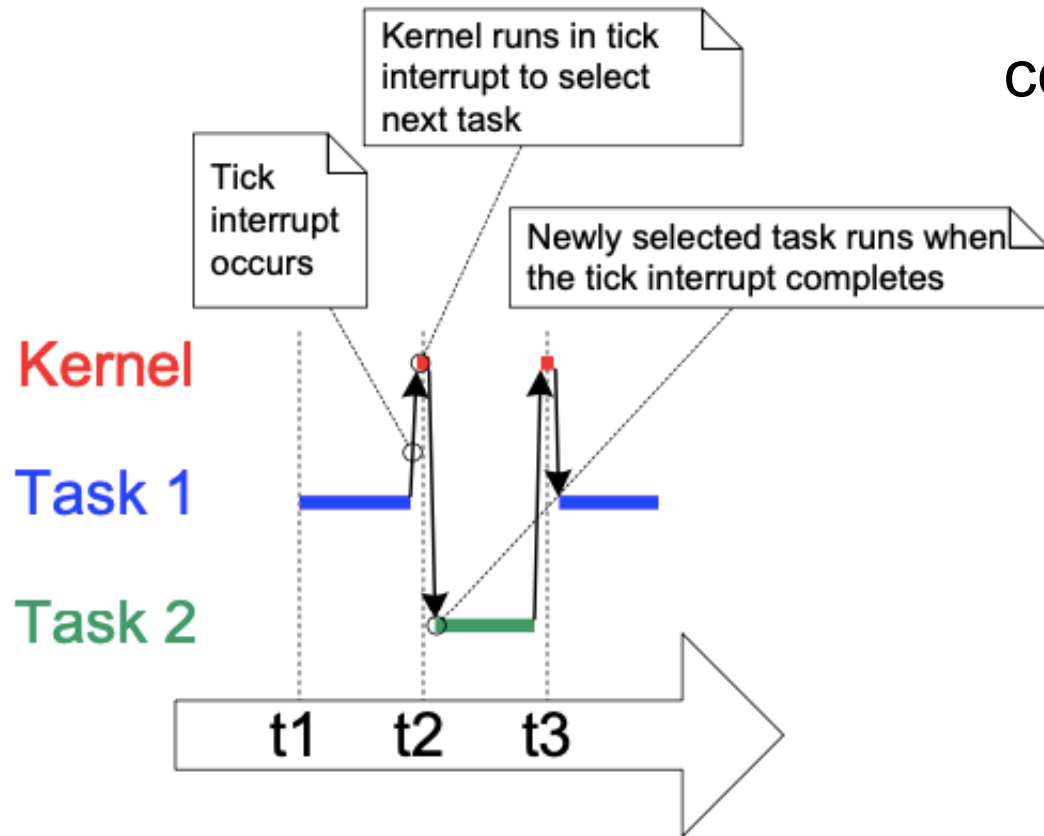 Kernel runs in tick
interrupt to select
next task
Tick
interrupt
occurs
Newly selected task runs when
the tick interrupt completes
Kernel
Task 1
Task 2
t1 t2 t3